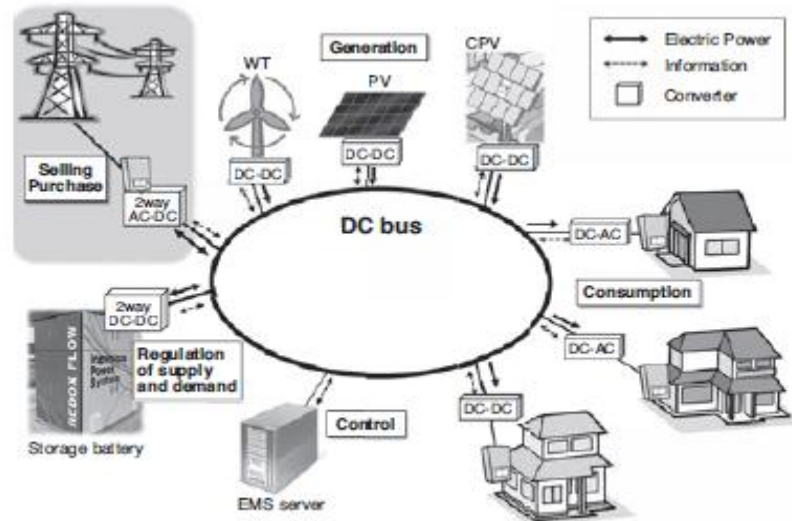 Generation
CPV
WT
PV
Electric Power
Information
Converter
DC-DC
DC-DC
DC-DC
Selling
Purchase
2way
AC-DC
DC bus
DC-AC
Consumption
2way
DC-DC
REDOX FLOW
Power
System
Regulation
of supply
and demand
DC-AC
DC-DC
Control
Storage battery
EMS server